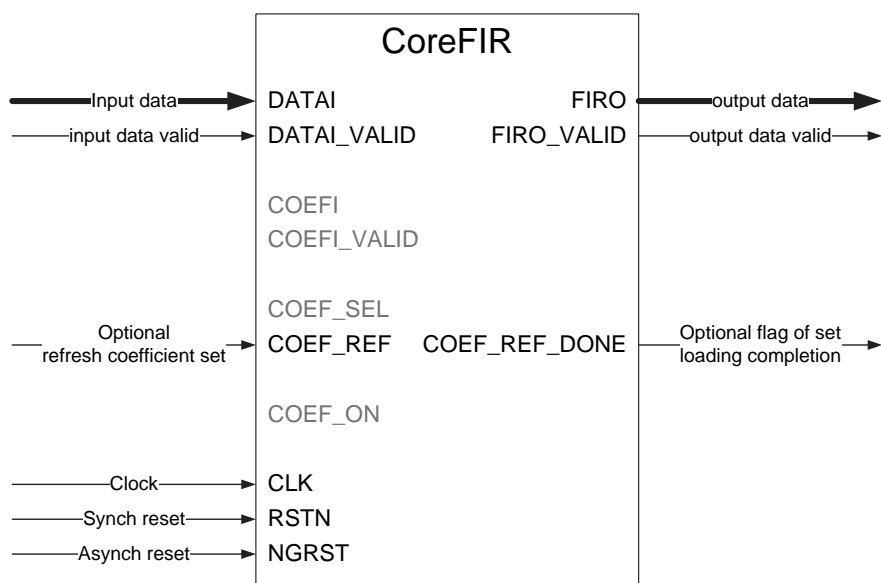 CoreFIR
Input data DATAI FIRO output data
input data valid DATAI_VALID FIRO_VALID output data valid
COEFI
COEFI_VALID
COEF_SEL
Optional
refresh coefficient set COEF_REF COEF_REF_DONE Optional flag of set
loading completion
COEF_ON
Clock CLK
Synch reset RSTN
Asynch reset NGRST